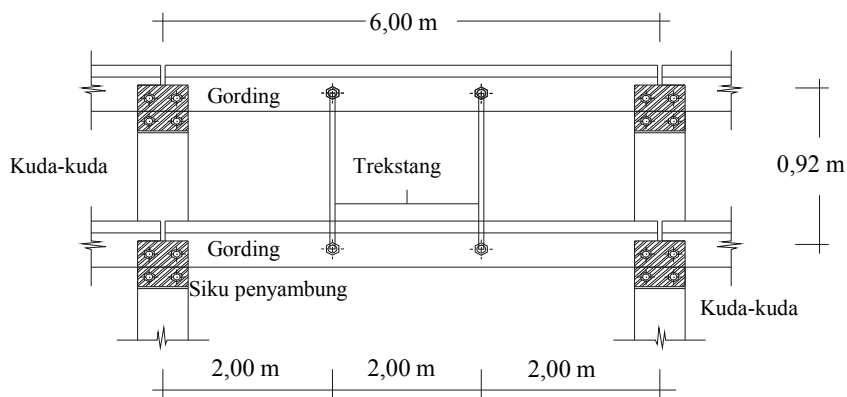 6,00 m
Gording
Kuda-kuda
Trekstang
0,92 m
Gording
Siku penyambung
Kuda-kuda
2,00 m 2,00 m 2,00 m